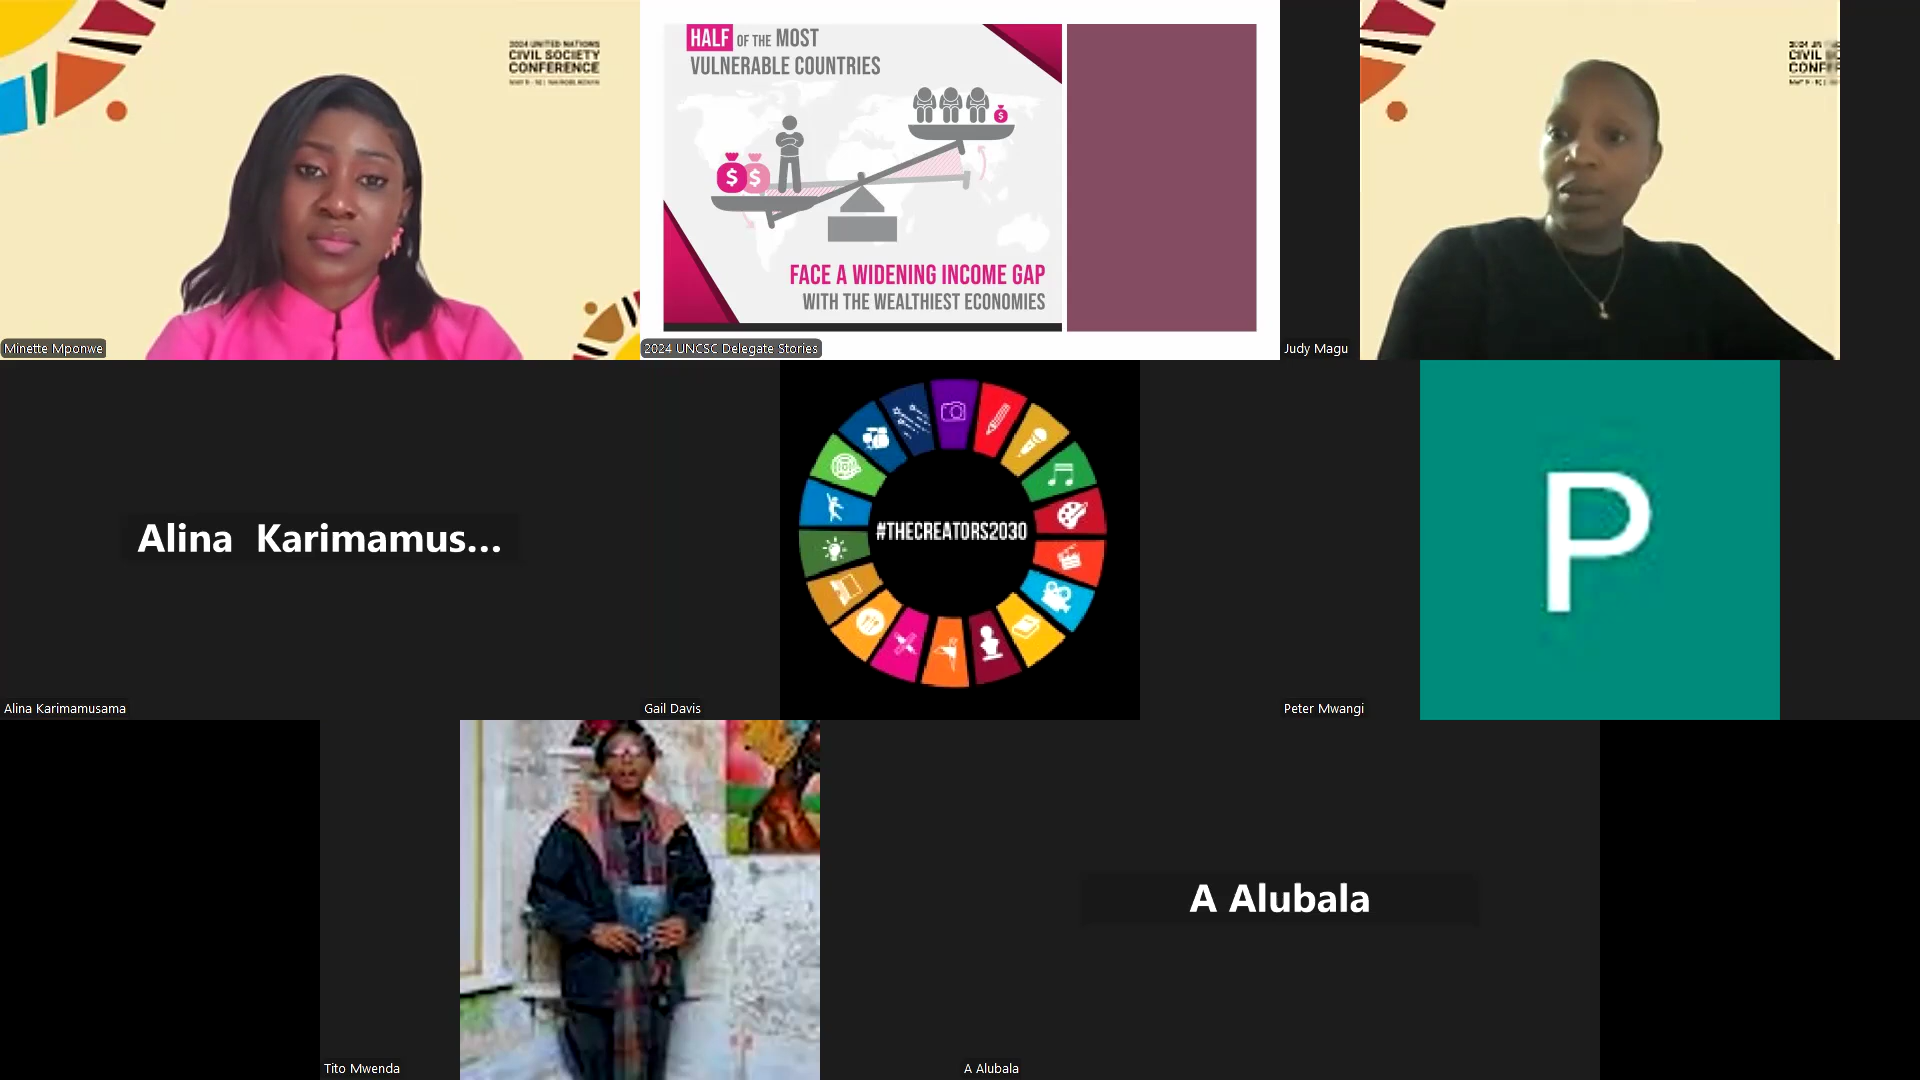 2024 UNITED NATIONS
CIVIL SOCIETY
CONFERENCE
Minette Mponwe
HALF OF THE MOST
VULNERABLE COUNTRIES
$ $
$
FACE A WIDENING INCOME GAP
WITH THE WEALTHIEST ECONOMIES
2024 UNCSC Delegate Stories
CIVIL
CONF
Judy Magu
Alina Karimamus...
Alina Karimamusama
#THECREATORS2030
Gail Davis
P
Peter Mwangi
Tito Mwenda
A Alubala
A Alubala